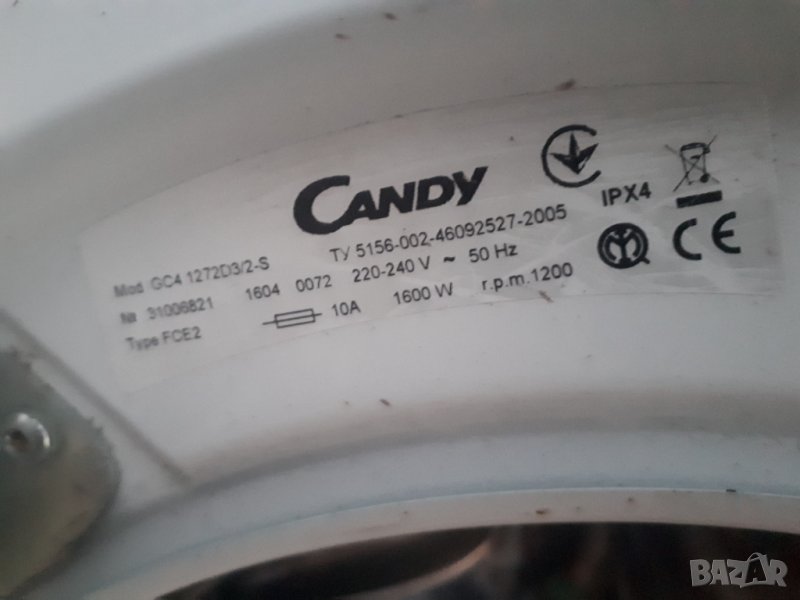 CANDY
IPX4
Mod GC4 1272D3/2-S ТУ 5156-002-46092527-2005
№ 31006821 1604 0072 220-240 V ~ 50 Hz
Type FCE2 10A 1600 W r.p.m.1200
CE
BAZAR